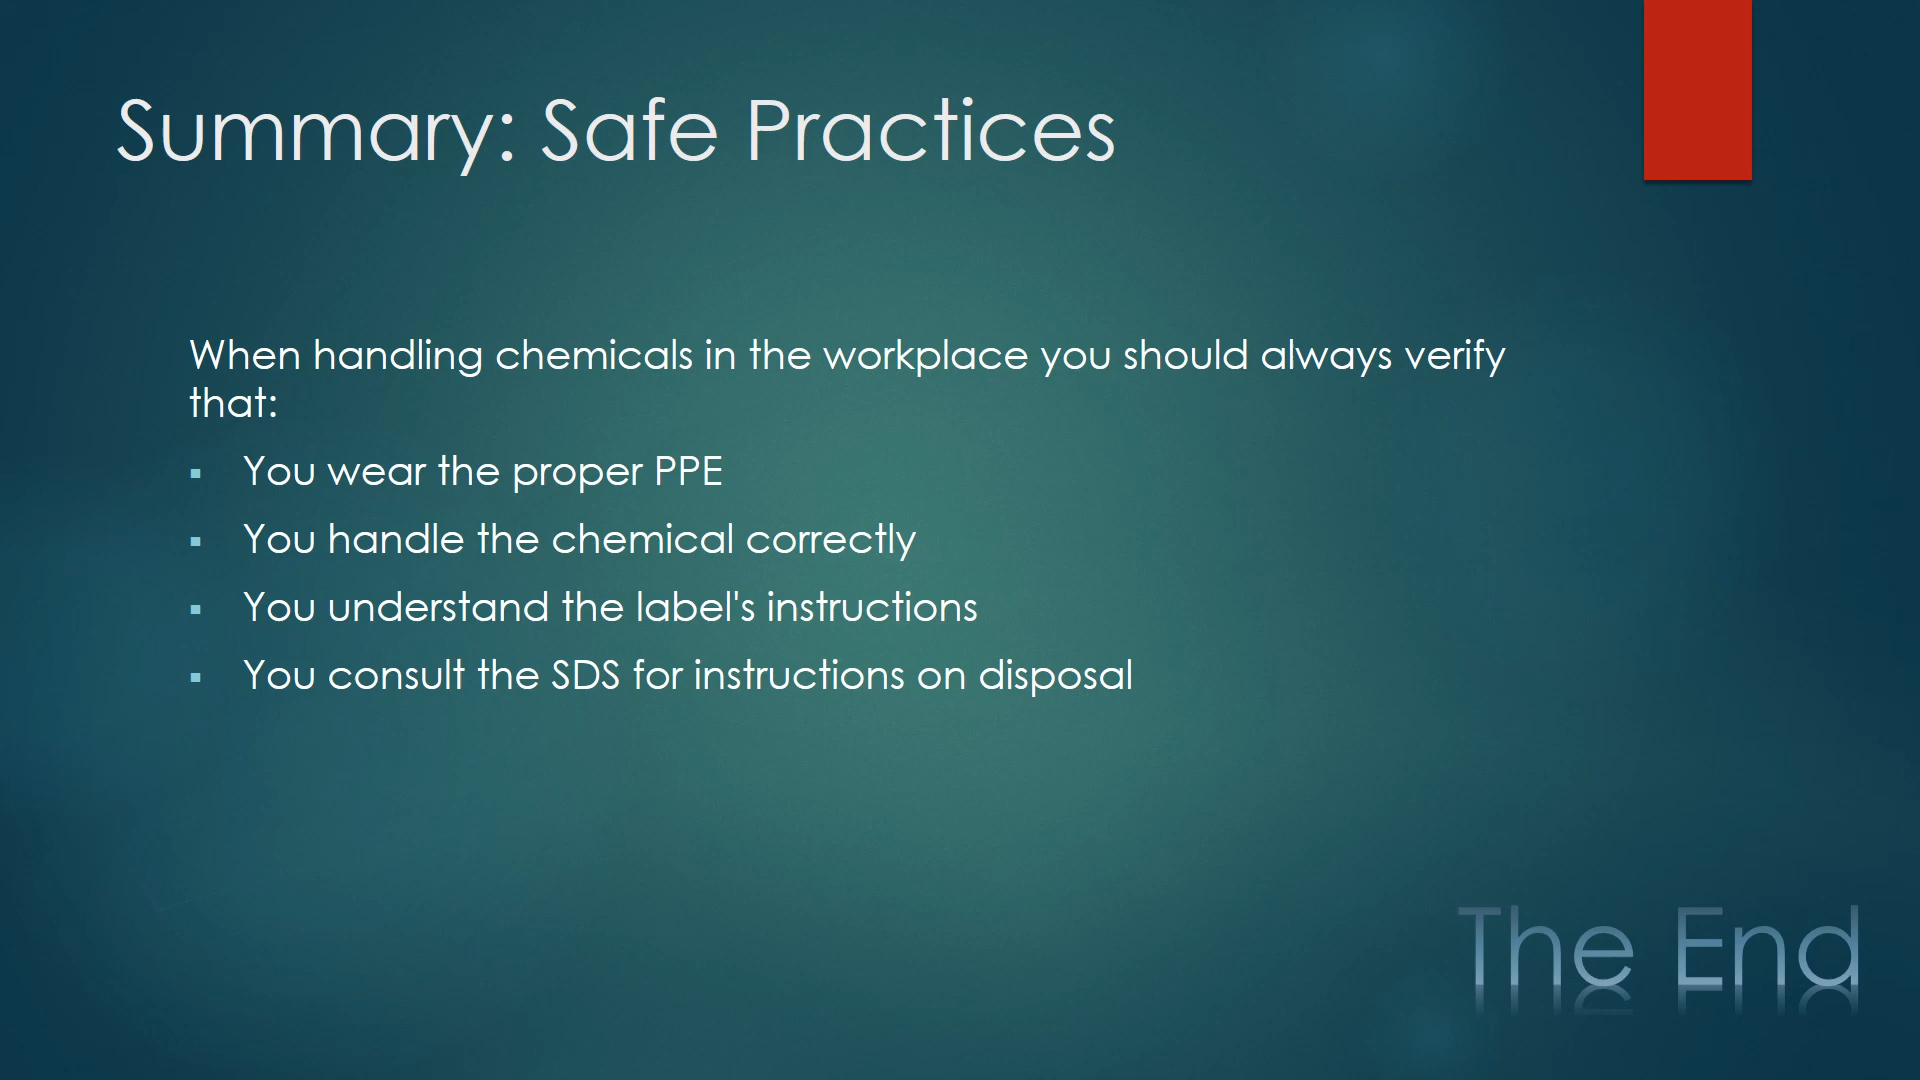 Summary: Safe Practices
When handling chemicals in the workplace you should always verify
that:
▪ You wear the proper PPE
▪ You handle the chemical correctly
▪ You understand the label's instructions
▪ You consult the SDS for instructions on disposal
The End